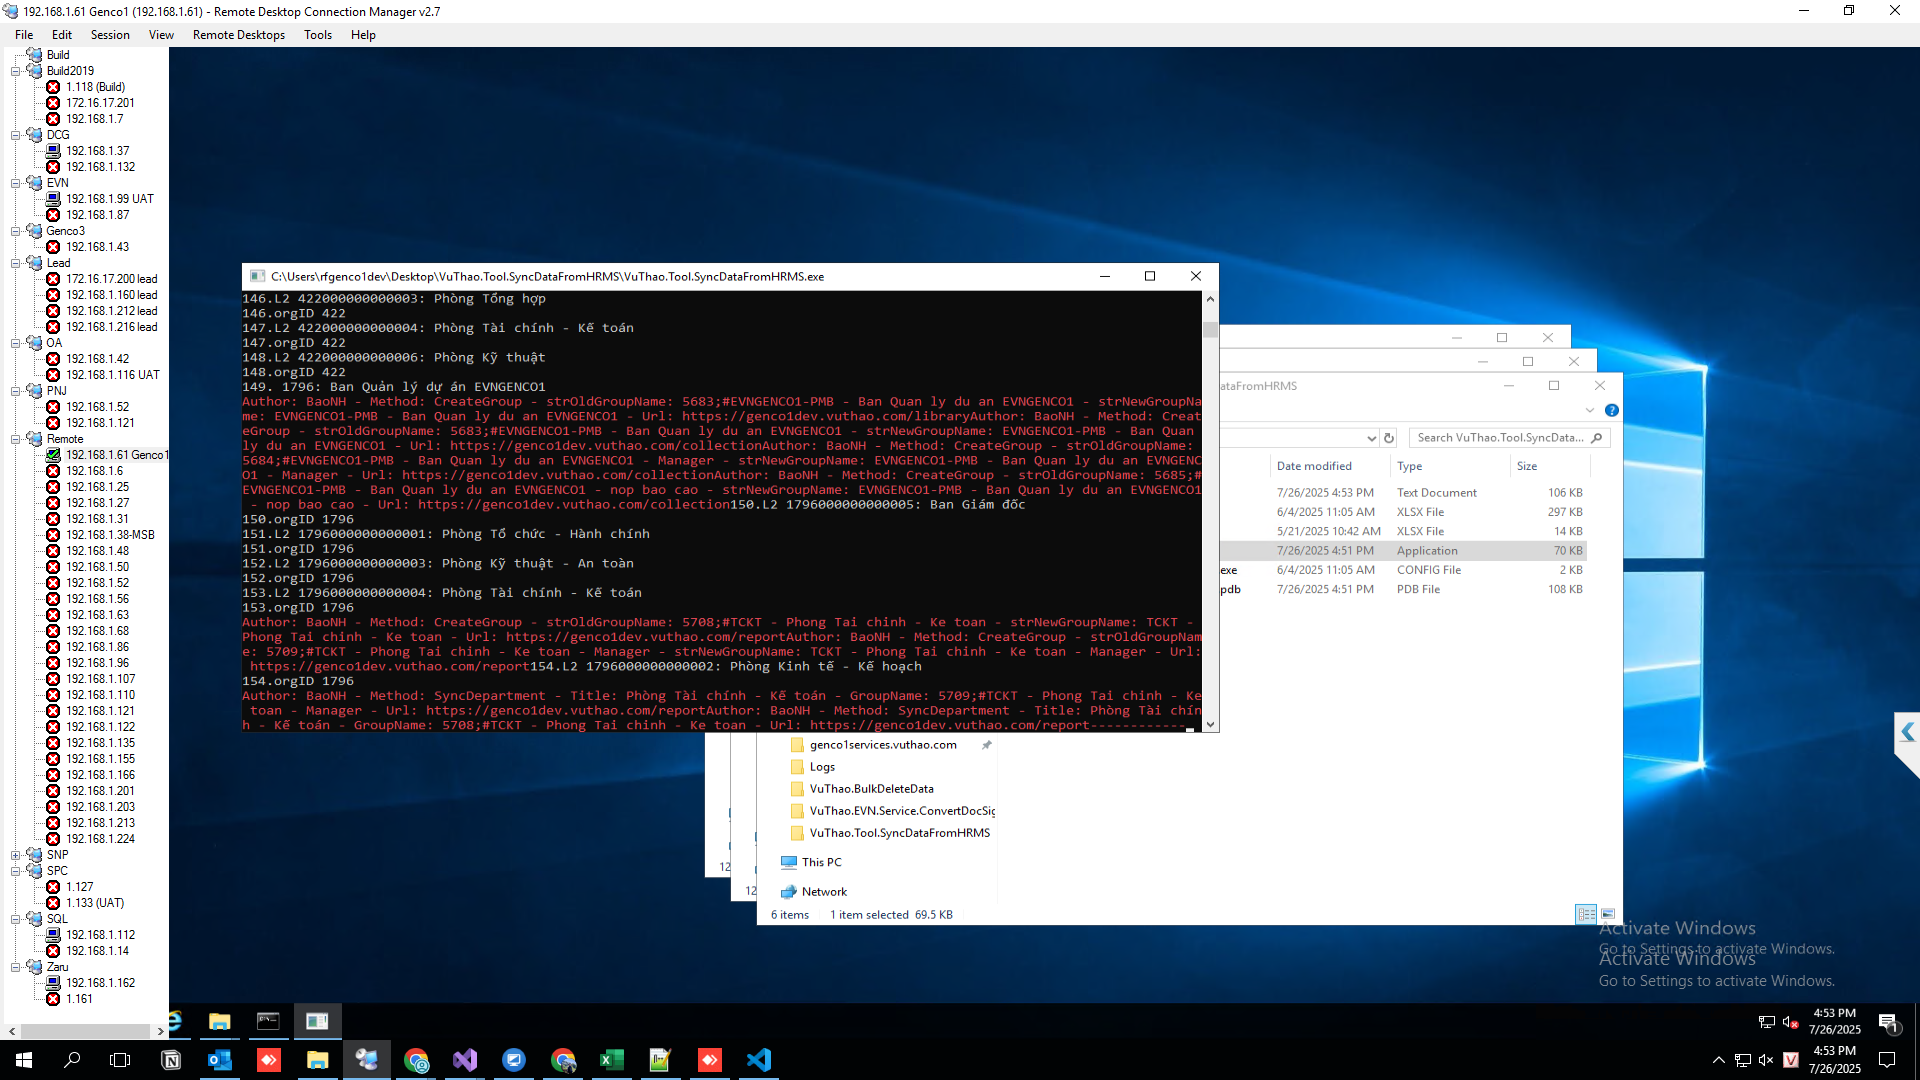 192.168.1.61 Genco1 (192.168.1.61) - Remote Desktop Connection Manager v2.7
File Edit Session View Remote Desktops Tools Help
Build
Build2019
1.118 (Build)
172.16.17.201
192.168.1.7
DCG
192.168.1.37
192.168.1.132
EVN
192.168.1.99 UAT
192.168.1.87
Genco3
192.168.1.43
Lead
172.16.17.200 lead
192.168.1.160 lead
192.168.1.212 lead
192.168.1.216 lead
OA
192.168.1.42
192.168.1.116 UAT
PNJ
192.168.1.52
192.168.1.121
Remote
192.168.1.61 Genco1
192.168.1.6
192.168.1.25
192.168.1.27
192.168.1.31
192.168.1.38-MSB
192.168.1.48
192.168.1.50
192.168.1.52
192.168.1.56
192.168.1.63
192.168.1.68
192.168.1.86
192.168.1.96
192.168.1.107
192.168.1.110
192.168.1.121
192.168.1.122
192.168.1.135
192.168.1.155
192.168.1.166
192.168.1.201
192.168.1.203
192.168.1.213
192.168.1.224
SNP
SPC
1.127
1.133 (UAT)
SQL
192.168.1.112
192.168.1.14
Zaru
192.168.1.162
1.161
C:\Users\rfgenco1dev\Desktop\VuThao.Tool.SyncDataFromHRMS\VuThao.Tool.SyncDataFromHRMS.exe
146.L2 422000000000003: Phòng Tổng hợp
146.orgID 422
147.L2 422000000000004: Phòng Tài chính - Kế toán
147.orgID 422
148.L2 422000000000006: Phòng Kỹ thuật
148.orgID 422
149. 1796: Ban Quản lý dự án EVNGENCO1
Author: BaoNH - Method: CreateGroup - strOldGroupName: 5683;#EVNGENCO1-PMB - Ban Quan ly du an EVNGENCO1 - strNewGroupNa
me: EVNGENCO1-PMB - Ban Quan ly du an EVNGENCO1 - Url: https://genco1dev.vuthao.com/libraryAuthor: BaoNH - Method: Creat
eGroup - strOldGroupName: 5683;#EVNGENCO1-PMB - Ban Quan ly du an EVNGENCO1 - strNewGroupName: EVNGENCO1-PMB - Ban Quan
ly du an EVNGENCO1 - Url: https://genco1dev.vuthao.com/collectionAuthor: BaoNH - Method: CreateGroup - strOldGroupName:
5684;#EVNGENCO1-PMB - Ban Quan ly du an EVNGENCO1 - Manager - strNewGroupName: EVNGENCO1-PMB - Ban Quan ly du an EVNGENC
O1 - Manager - Url: https://genco1dev.vuthao.com/collectionAuthor: BaoNH - Method: CreateGroup - strOldGroupName: 5685;#
EVNGENCO1-PMB - Ban Quan ly du an EVNGENCO1 - nop bao cao - strNewGroupName: EVNGENCO1-PMB - Ban Quan ly du an EVNGENCO1
- nop bao cao - Url: https://genco1dev.vuthao.com/collection150.L2 1796000000000005: Ban Giám đốc
150.orgID 1796
151.L2 1796000000000001: Phòng Tổ chức - Hành chính
151.orgID 1796
152.L2 1796000000000003: Phòng Kỹ thuật - An toàn
152.orgID 1796
153.L2 1796000000000004: Phòng Tài chính - Kế toán
153.orgID 1796
Author: BaoNH - Method: CreateGroup - strOldGroupName: 5708;#TCKT - Phong Tai chinh - Ke toan - strNewGroupName: TCKT -
Phong Tai chinh - Ke toan - Url: https://genco1dev.vuthao.com/reportAuthor: BaoNH - Method: CreateGroup - strOldGroupNam
e: 5709;#TCKT - Phong Tai chinh - Ke toan - Manager - strNewGroupName: TCKT - Phong Tai chinh - Ke toan - Manager - Url:
https://genco1dev.vuthao.com/report154.L2 1796000000000002: Phòng Kinh tế - Kế hoạch
154.orgID 1796
Author: BaoNH - Method: SyncDepartment - Title: Phòng Tài chính - Kế toán - GroupName: 5709;#TCKT - Phong Tai chinh - Ke
toan - Manager - Url: https://genco1dev.vuthao.com/reportAuthor: BaoNH - Method: SyncDepartment - Title: Phòng Tài chín
h - Kế toán - GroupName: 5708;#TCKT - Phong Tai chinh - Ke toan - Url: https://genco1dev.vuthao.com/report------------
ataFromHRMS
Search VuThao.Tool.SyncData...
Date modified Type Size
7/26/2025 4:53 PM Text Document 106 KB
6/4/2025 11:05 AM XLSX File 297 KB
5/21/2025 10:42 AM XLSX File 14 KB
7/26/2025 4:51 PM Application 70 KB
exe 6/4/2025 11:05 AM CONFIG File 2 KB
pdb 7/26/2025 4:51 PM PDB File 108 KB
genco1services.vuthao.com
Logs
VuThao.BulkDeleteData
VuThao.EVN.Service.ConvertDocSig
VuThao.Tool.SyncDataFromHRMS
This PC
Network
12
12
6 items 1 item selected 69.5 KB
Activate Windows
Go to Settings to activate Windows.
Activate Windows
Go to Settings to activate Windows.
4:53 PM
7/26/2025
1
4:53 PM
7/26/2025